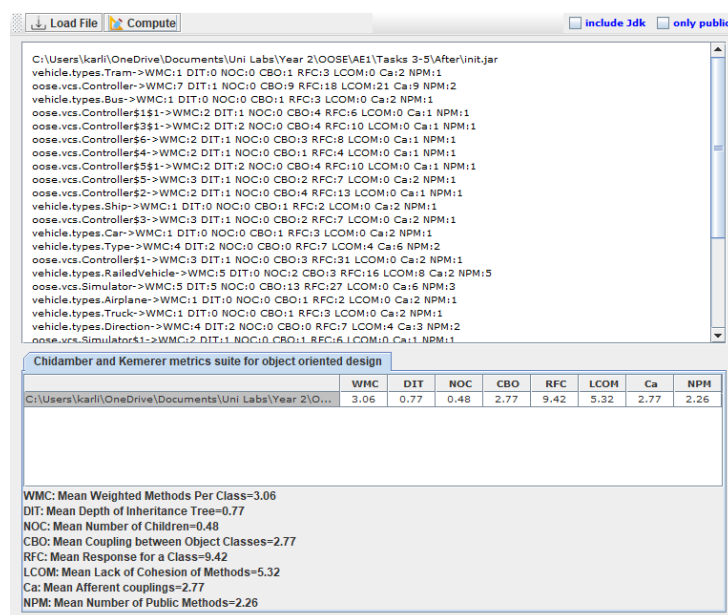 Load File Compute include Jdk only public
C:\Users\karli\OneDrive\Documents\Uni Labs\Year 2\OOSE\AE1\Tasks 3-5\After\init.jar
vehicle.types.Tram->WMC:1 DIT:0 NOC:0 CBO:1 RFC:3 LCOM:0 Ca:2 NPM:1
oose.vcs.Controller->WMC:7 DIT:1 NOC:0 CBO:9 RFC:18 LCOM:21 Ca:9 NPM:2
vehicle.types.Bus->WMC:1 DIT:0 NOC:0 CBO:1 RFC:3 LCOM:0 Ca:2 NPM:1
oose.vcs.Controller$1$1->WMC:2 DIT:1 NOC:0 CBO:4 RFC:6 LCOM:0 Ca:1 NPM:1
oose.vcs.Controller$3$1->WMC:2 DIT:2 NOC:0 CBO:4 RFC:10 LCOM:0 Ca:1 NPM:1
oose.vcs.Controller$6->WMC:2 DIT:1 NOC:0 CBO:3 RFC:8 LCOM:0 Ca:1 NPM:1
oose.vcs.Controller$4->WMC:2 DIT:1 NOC:0 CBO:1 RFC:4 LCOM:0 Ca:1 NPM:1
oose.vcs.Controller$5$1->WMC:2 DIT:2 NOC:0 CBO:4 RFC:10 LCOM:0 Ca:1 NPM:1
oose.vcs.Controller$5->WMC:3 DIT:1 NOC:0 CBO:2 RFC:7 LCOM:0 Ca:2 NPM:1
oose.vcs.Controller$2->WMC:2 DIT:1 NOC:0 CBO:4 RFC:13 LCOM:0 Ca:1 NPM:1
vehicle.types.Ship->WMC:1 DIT:0 NOC:0 CBO:1 RFC:2 LCOM:0 Ca:2 NPM:1
oose.vcs.Controller$3->WMC:3 DIT:1 NOC:0 CBO:2 RFC:7 LCOM:0 Ca:2 NPM:1
vehicle.types.Car->WMC:1 DIT:0 NOC:0 CBO:1 RFC:3 LCOM:0 Ca:2 NPM:1
vehicle.types.Type->WMC:4 DIT:2 NOC:0 CBO:0 RFC:7 LCOM:4 Ca:6 NPM:2
oose.vcs.Controller$1->WMC:3 DIT:1 NOC:0 CBO:3 RFC:31 LCOM:0 Ca:2 NPM:1
vehicle.types.RailedVehicle->WMC:5 DIT:0 NOC:2 CBO:3 RFC:16 LCOM:8 Ca:2 NPM:5
oose.vcs.Simulator->WMC:5 DIT:5 NOC:0 CBO:13 RFC:27 LCOM:0 Ca:6 NPM:3
vehicle.types.Airplane->WMC:1 DIT:0 NOC:0 CBO:1 RFC:2 LCOM:0 Ca:2 NPM:1
vehicle.types.Truck->WMC:1 DIT:0 NOC:0 CBO:1 RFC:3 LCOM:0 Ca:2 NPM:1
vehicle.types.Direction->WMC:4 DIT:2 NOC:0 CBO:0 RFC:7 LCOM:4 Ca:3 NPM:2
oose.vcs.Simulator$1->WMC:2 DIT:1 NOC:0 CBO:1 RFC:6 LCOM:0 Ca:1 NPM:1
Chidamber and Kemerer metrics suite for object oriented design
WMC DIT NOC CBO RFC LCOM Ca NPM
C:\Users\karli\OneDrive\Documents\Uni Labs\Year 2\O... 3.06 0.77 0.48 2.77 9.42 5.32 2.77 2.26
WMC: Mean Weighted Methods Per Class=3.06
DIT: Mean Depth of Inheritance Tree=0.77
NOC: Mean Number of Children=0.48
CBO: Mean Coupling between Object Classes=2.77
RFC: Mean Response for a Class=9.42
LCOM: Mean Lack of Cohesion of Methods=5.32
Ca: Mean Afferent couplings=2.77
NPM: Mean Number of Public Methods=2.26